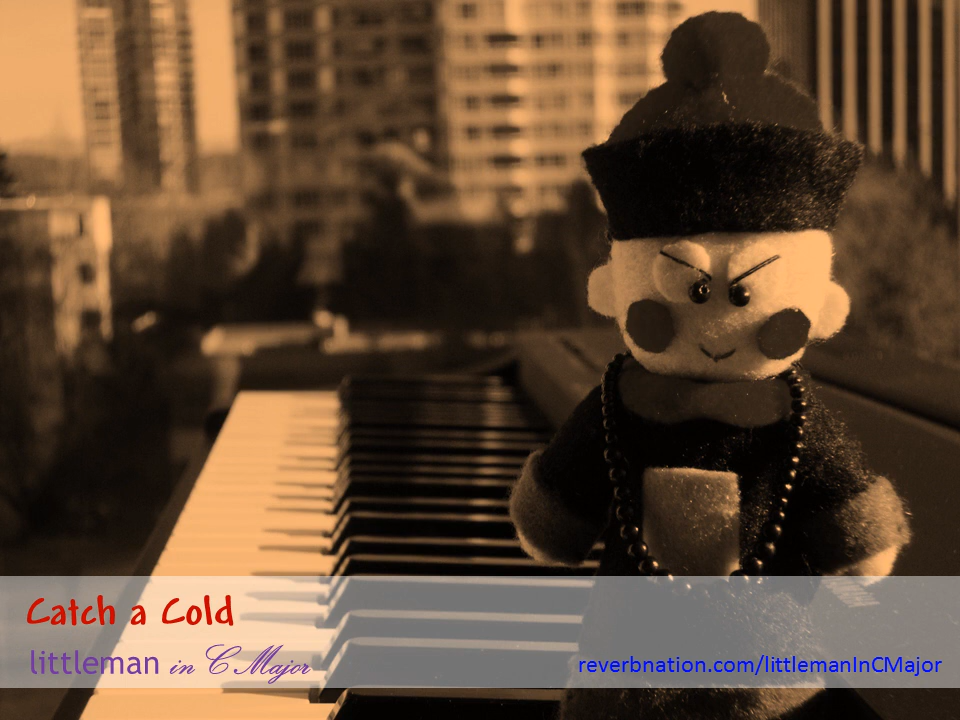 Catch a Cold
littleman in C Major
reverbnation.com/littlemanInCMajor